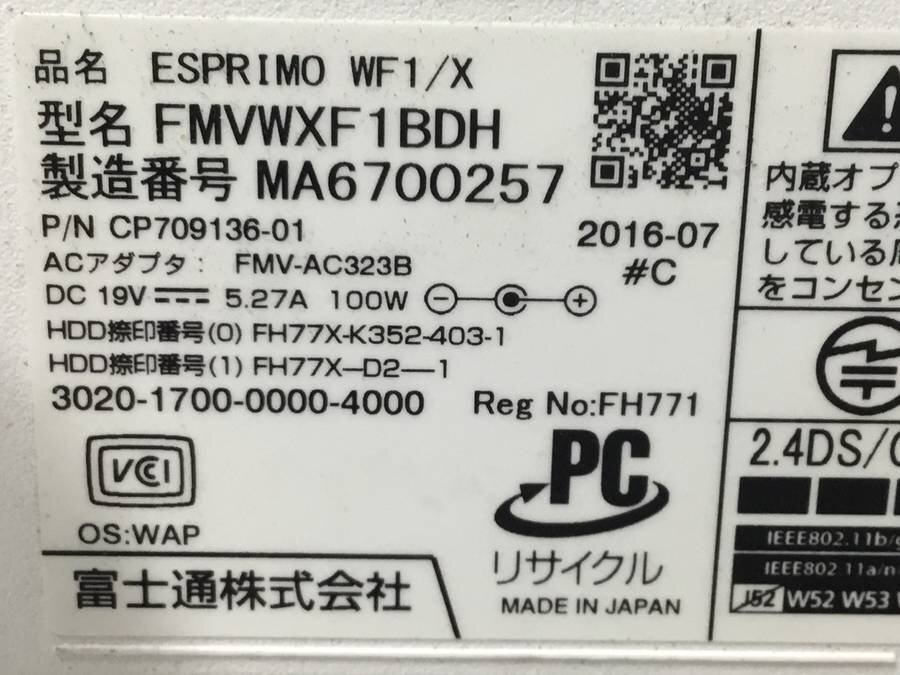 品名 ESPRIMO WF1/X
型名 FMVWXF1BDH
製造番号 MA6700257
P/N CP709136-01
2016-07
#C
ACアダプタ: FMV-AC323B
DC 19V 5.27A 100W
HDD捺印番号(0) FH77X-K352-403-1
HDD捺印番号(1) FH77X—D2—1
3020-1700-0000-4000 Reg No:FH771
VCCI
OS:WAP
PC
リサイクル
MADE IN JAPAN
富士通株式会社
内蔵オプ
感電する
している
をコンセン
2.4DS/
IEEE802.11b/
IEEE802.11a/n
J52 W52 W53